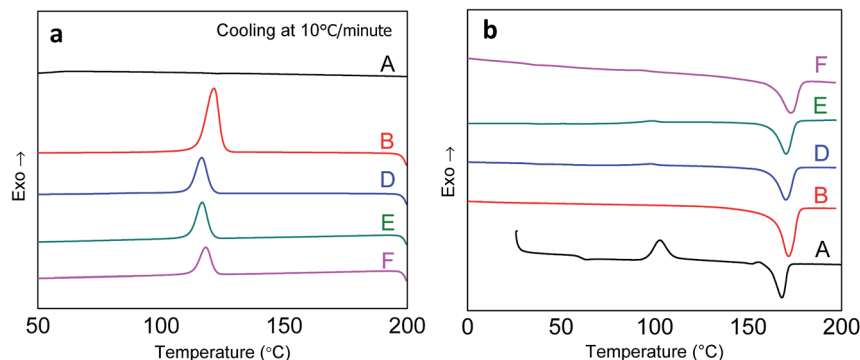 a
Cooling at 10°C/minute
A
B
D
E
F
Exo →
50 100 150 200
Temperature (°C)
b
F
E
D
B
A
Exo →
0 50 100 150 200
Temperature (°C)